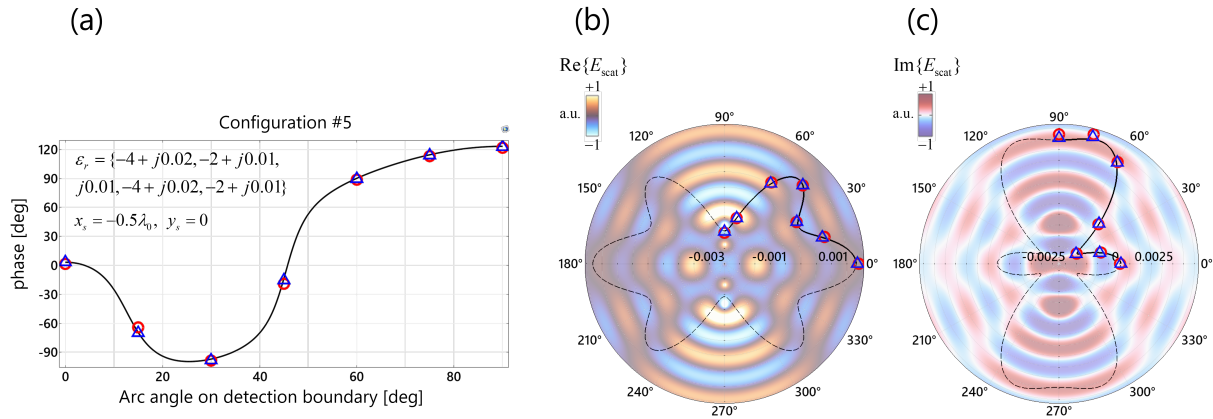 (a)
Configuration #5
120
90
60
30
0
-30
-60
-90
phase [deg]
εr = {−4 + j0.02, −2 + j0.01,
j0.01, −4 + j0.02, −2 + j0.01}
xs = −0.5λ0, ys = 0
0 20 40 60 80
Arc angle on detection boundary [deg]
(b)
Re{Escat}
+1
a.u.
−1
90°
120° 60°
150° 30°
180° -0.003 -0.001 0.001 0°
210° 330°
240° 300°
270°
(c)
Im{Escat}
+1
a.u.
−1
90°
120° 60°
150° 30°
180° -0.0025 0 0.0025 0°
210° 330°
240° 300°
270°